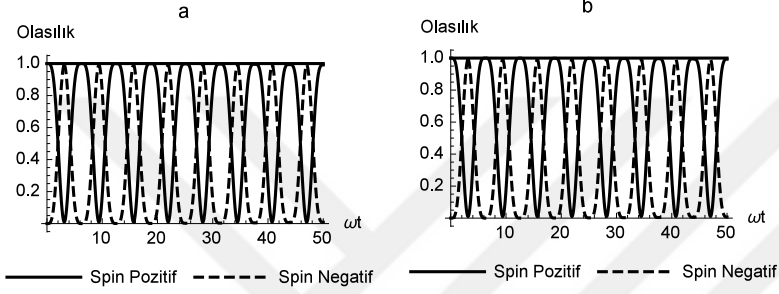 a
Olasılık
1.0
0.8
0.6
0.4
0.2
10 20 30 40 50 ωt
Spin Pozitif Spin Negatif
b
Olasılık
1.0
0.8
0.6
0.4
0.2
10 20 30 40 50 ωt
Spin Pozitif Spin Negatif